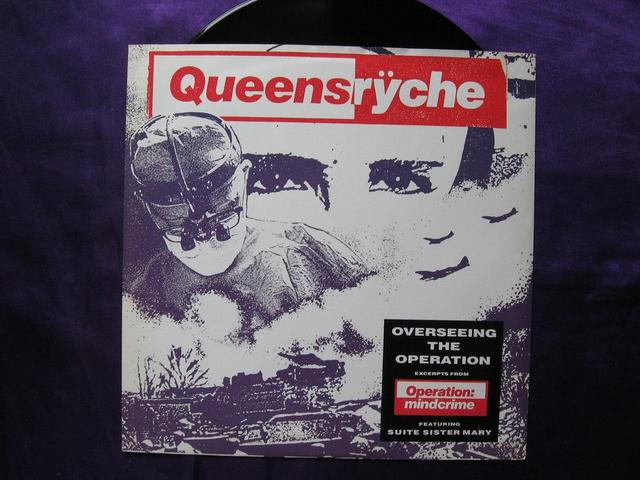 Queensrÿche
OVERSEEING
THE
OPERATION
EXCERPTS FROM
Operation:
mindcrime
FEATURING
SUITE SISTER MARY